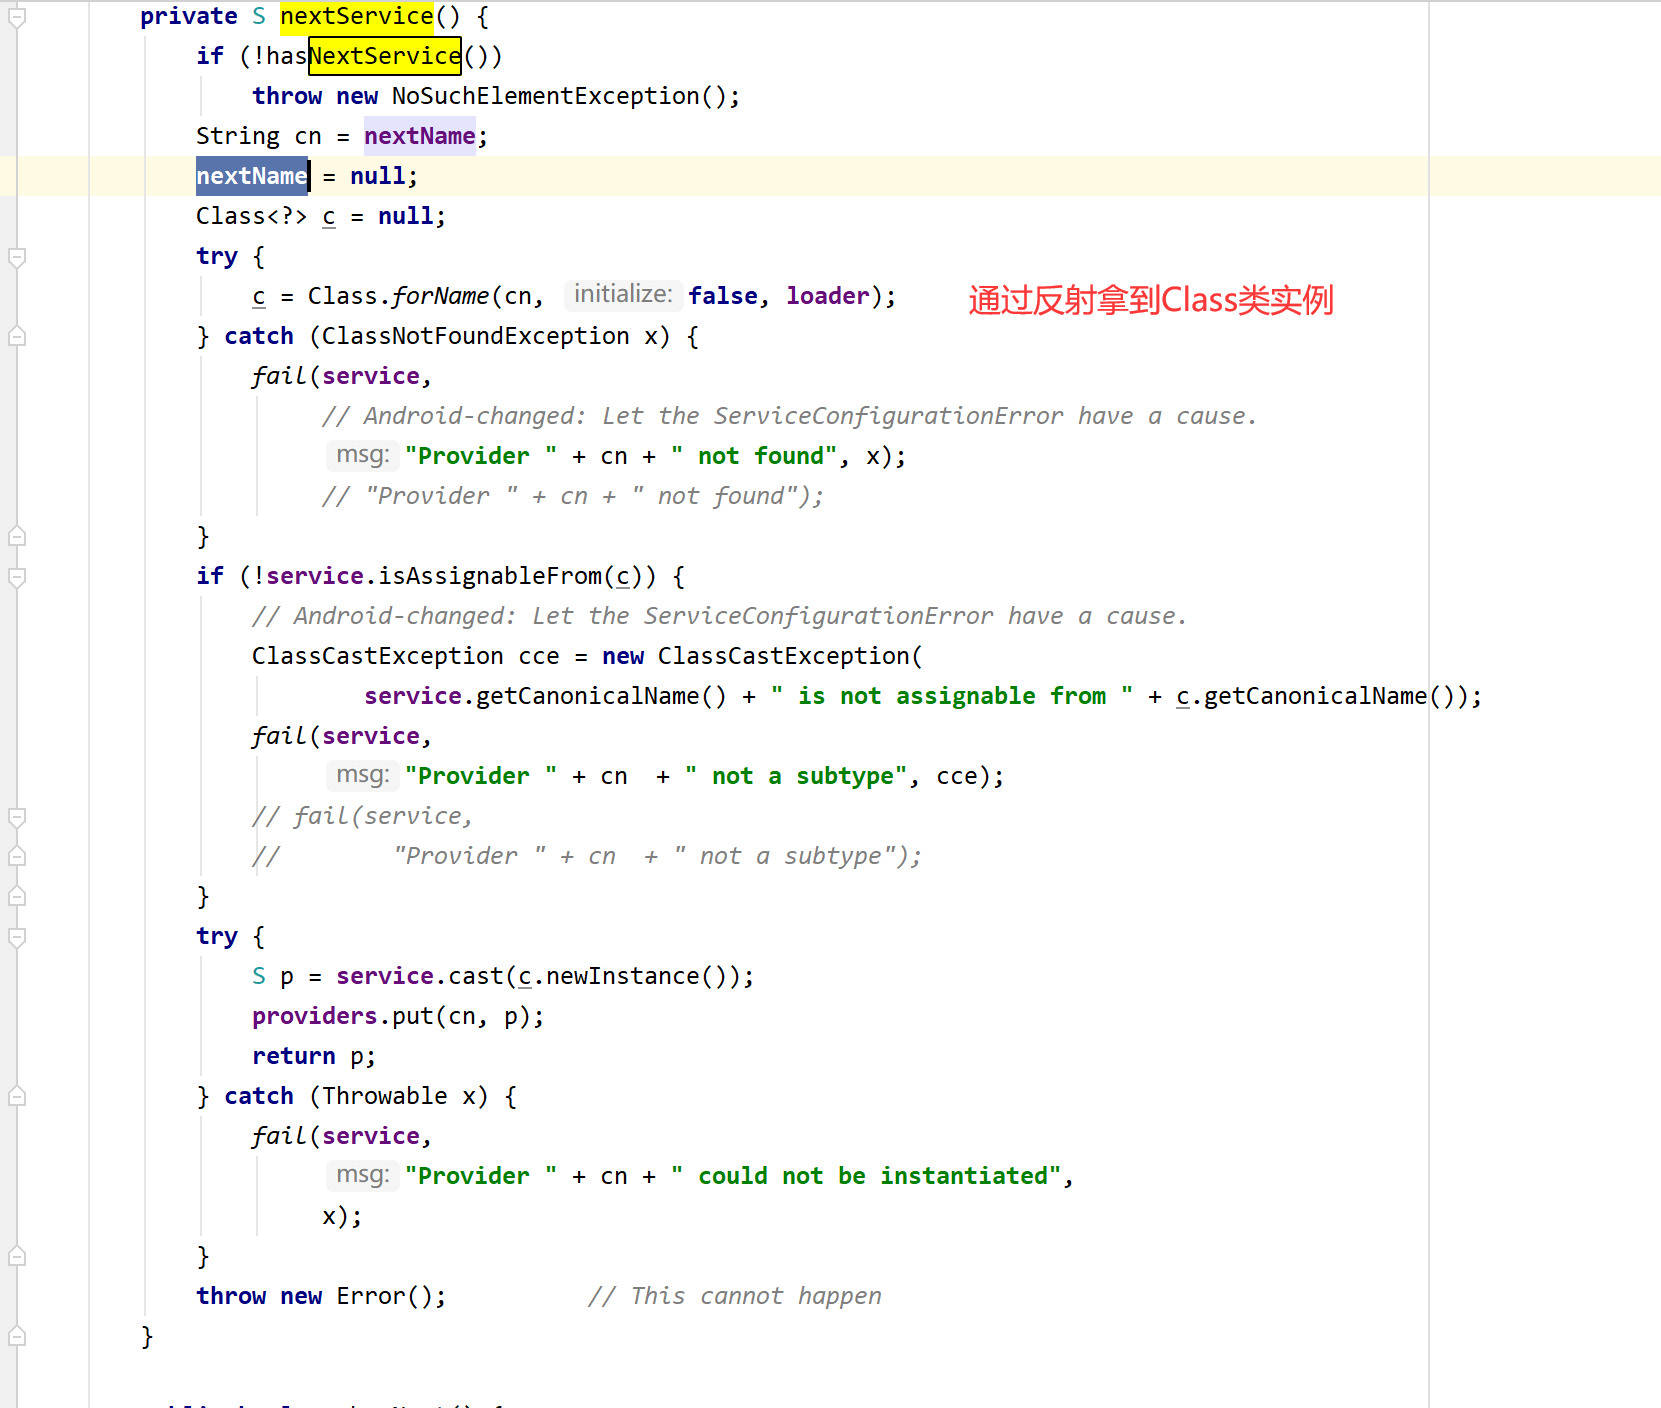 private S nextService() {
if (!hasNextService())
throw new NoSuchElementException();
String cn = nextName;
nextName = null;
Class<?> c = null;
try {
c = Class.forName(cn, initialize: false, loader); 通过反射拿到Class类实例
} catch (ClassNotFoundException x) {
fail(service,
// Android-changed: Let the ServiceConfigurationError have a cause.
msg: "Provider " + cn + " not found", x);
// "Provider " + cn + " not found");
}
if (!service.isAssignableFrom(c)) {
// Android-changed: Let the ServiceConfigurationError have a cause.
ClassCastException cce = new ClassCastException(
service.getCanonicalName() + " is not assignable from " + c.getCanonicalName());
fail(service,
msg: "Provider " + cn  + " not a subtype", cce);
// fail(service,
//        "Provider " + cn  + " not a subtype");
}
try {
S p = service.cast(c.newInstance());
providers.put(cn, p);
return p;
} catch (Throwable x) {
fail(service,
msg: "Provider " + cn + " could not be instantiated",
x);
}
throw new Error();          // This cannot happen
}